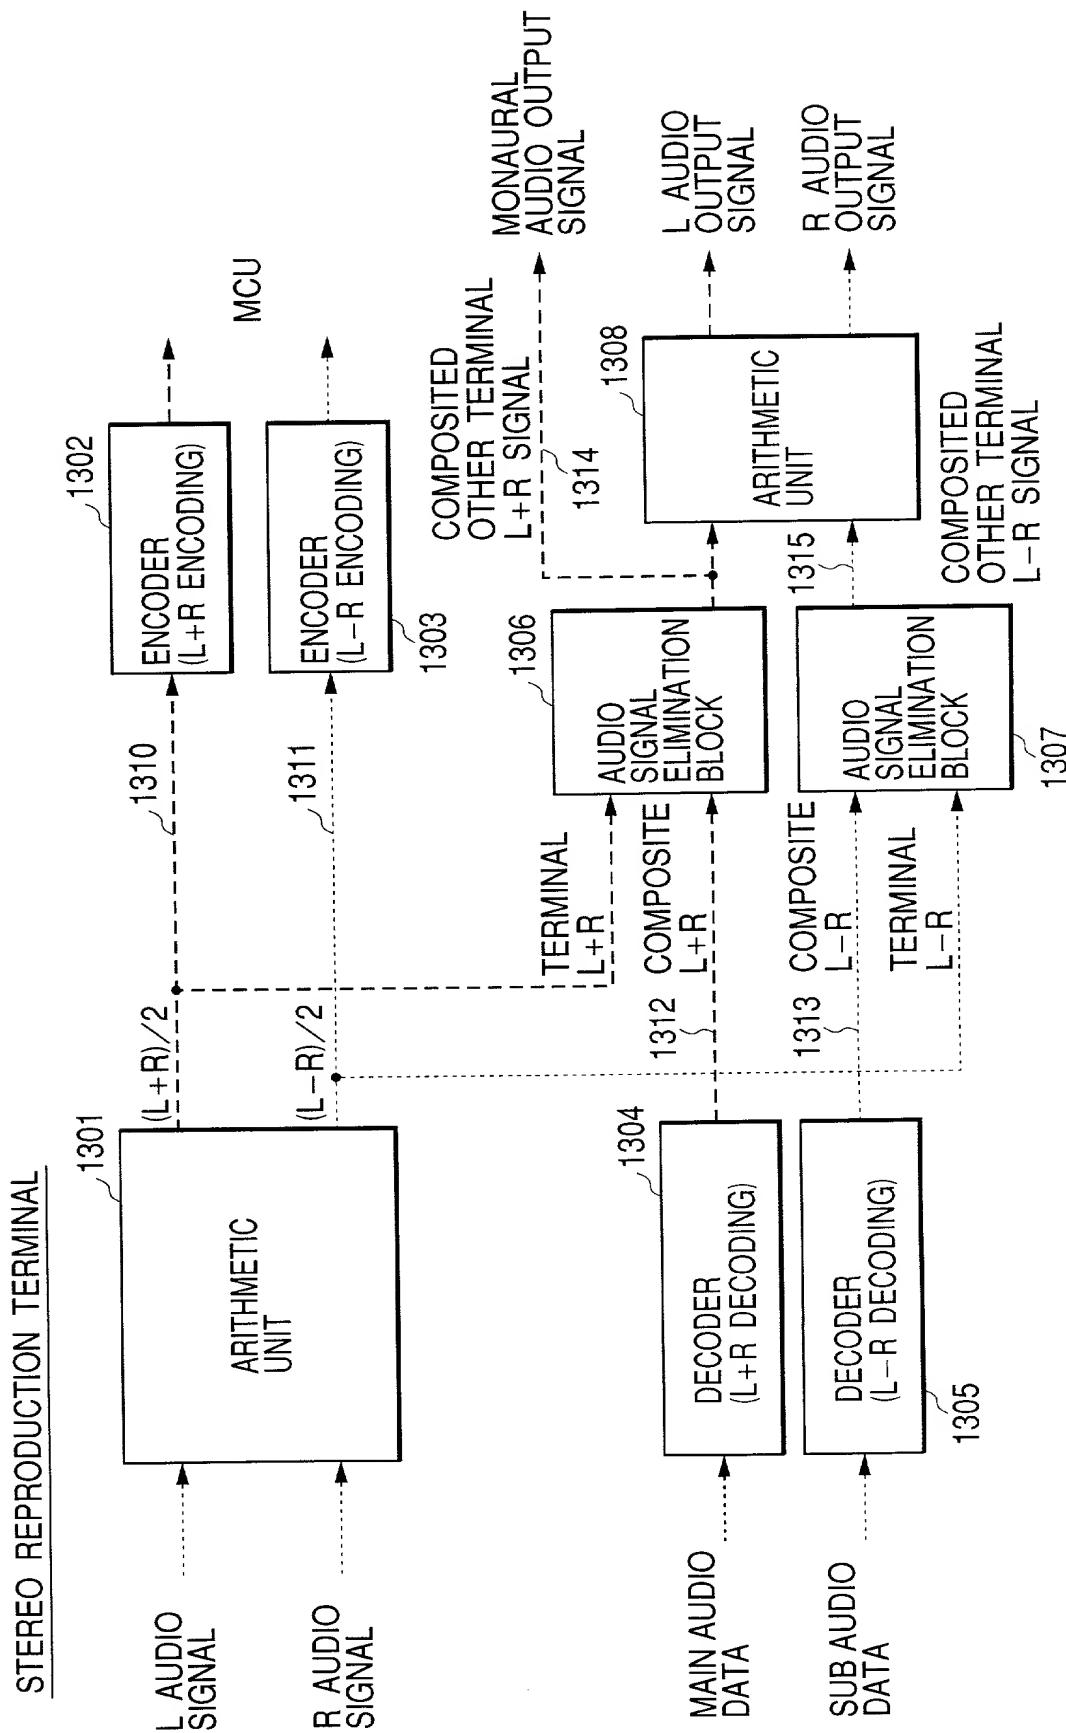 STEREO REPRODUCTION TERMINAL
L AUDIO
SIGNAL
R AUDIO
SIGNAL
1301
ARITHMETIC
UNIT
(L+R)/2
(L−R)/2
1310
1311
1302
ENCODER
(L+R ENCODING)
ENCODER
(L−R ENCODING)
1303
MCU
MAIN AUDIO
DATA
SUB AUDIO
DATA
1304
DECODER
(L+R DECODING)
DECODER
(L−R DECODING)
1305
TERMINAL
L+R
COMPOSITE
L+R
1312
1313
COMPOSITE
L−R
TERMINAL
L−R
1306
AUDIO
SIGNAL
ELIMINATION
BLOCK
AUDIO
SIGNAL
ELIMINATION
BLOCK
1307
COMPOSITED
OTHER TERMINAL
L+R SIGNAL
1314
1315
COMPOSITED
OTHER TERMINAL
L−R SIGNAL
1308
ARITHMETIC
UNIT
MONAURAL
AUDIO OUTPUT
SIGNAL
L AUDIO
OUTPUT
SIGNAL
R AUDIO
OUTPUT
SIGNAL